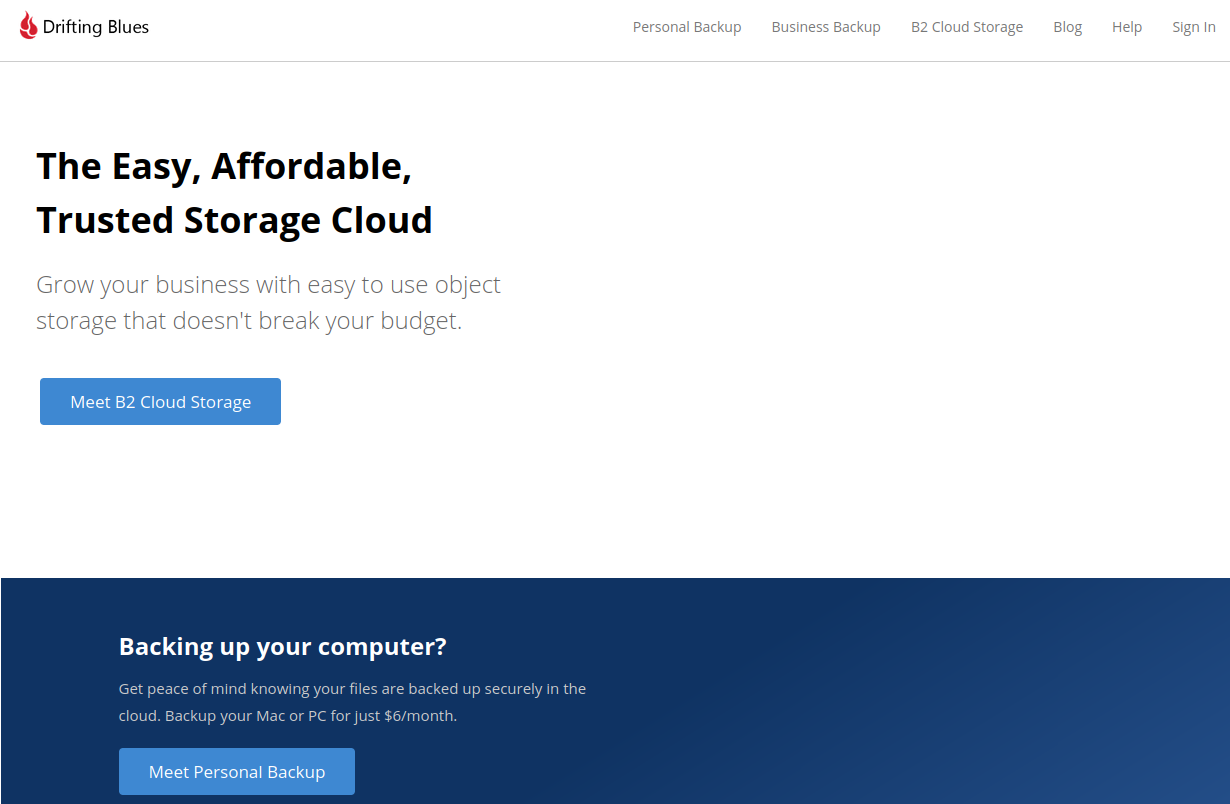 Drifting Blues
Personal Backup
Business Backup
B2 Cloud Storage
Blog
Help
Sign In
The Easy, Affordable,
Trusted Storage Cloud
Grow your business with easy to use object
storage that doesn't break your budget.
Meet B2 Cloud Storage
Backing up your computer?
Get peace of mind knowing your files are backed up securely in the
cloud. Backup your Mac or PC for just $6/month.
Meet Personal Backup